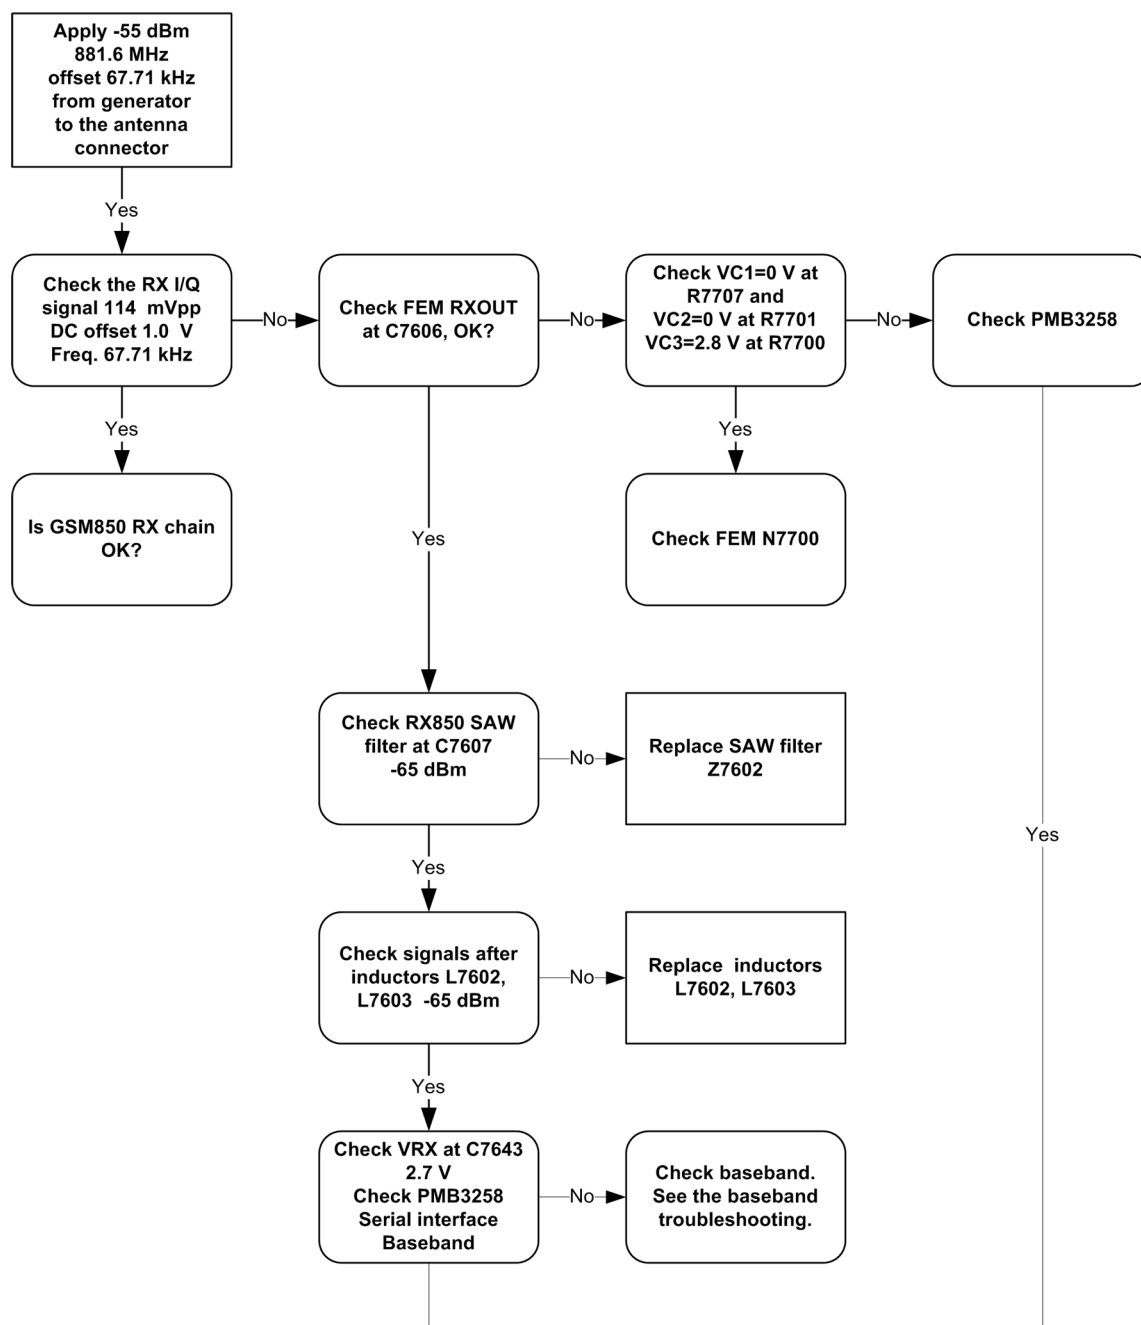 Apply -55 dBm
881.6 MHz
offset 67.71 kHz
from generator
to the antenna
connector
Yes
Check the RX I/Q
signal 114 mVpp
DC offset 1.0 V
Freq. 67.71 kHz
No
Check FEM RXOUT
at C7606, OK?
No
Check VC1=0 V at
R7707 and
VC2=0 V at R7701
VC3=2.8 V at R7700
No
Check PMB3258
Yes
Yes
Is GSM850 RX chain
OK?
Yes
Check FEM N7700
Check RX850 SAW
filter at C7607
-65 dBm
No
Replace SAW filter
Z7602
Yes
Yes
Check signals after
inductors L7602,
L7603 -65 dBm
No
Replace inductors
L7602, L7603
Yes
Check VRX at C7643
2.7 V
Check PMB3258
Serial interface
Baseband
No
Check baseband.
See the baseband
troubleshooting.